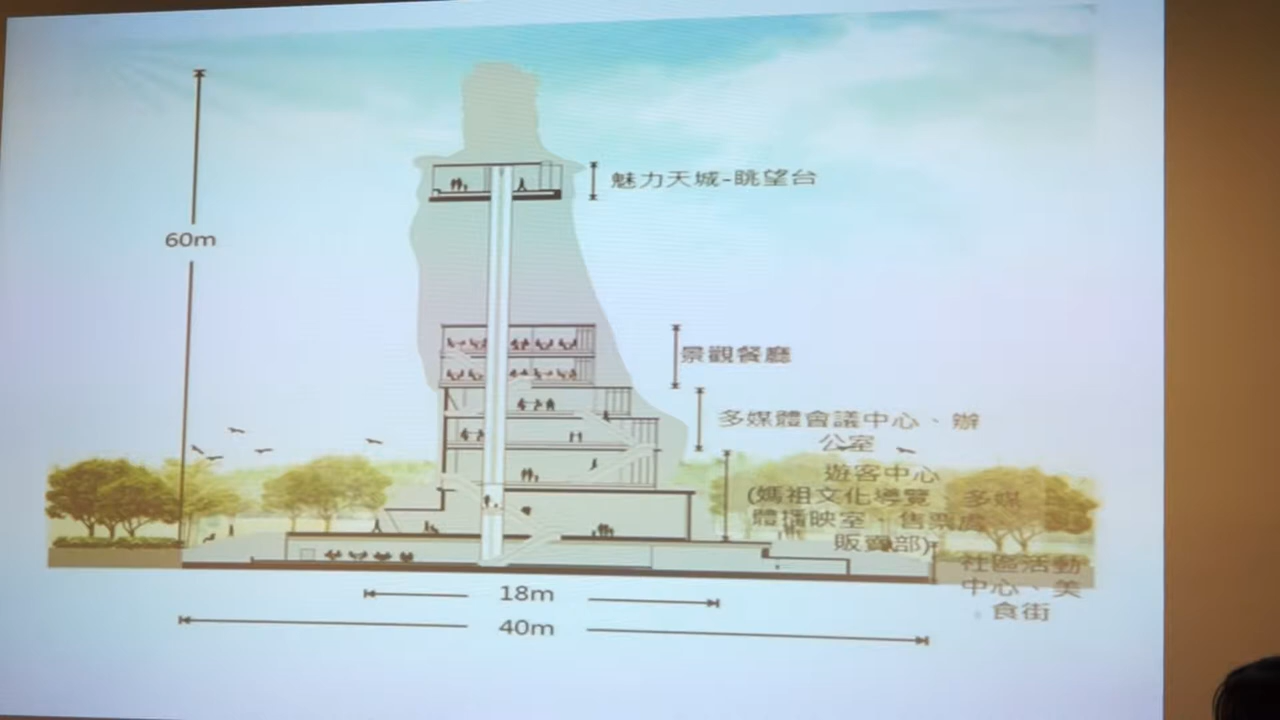 魅力天城-眺望台
60m
景觀餐廳
多媒體會議中心、辦
公室
遊客中心
(媽祖文化導覽、多媒
體播映室、售票房
販賣部)
社區活動
中心、美
食街
18m
40m